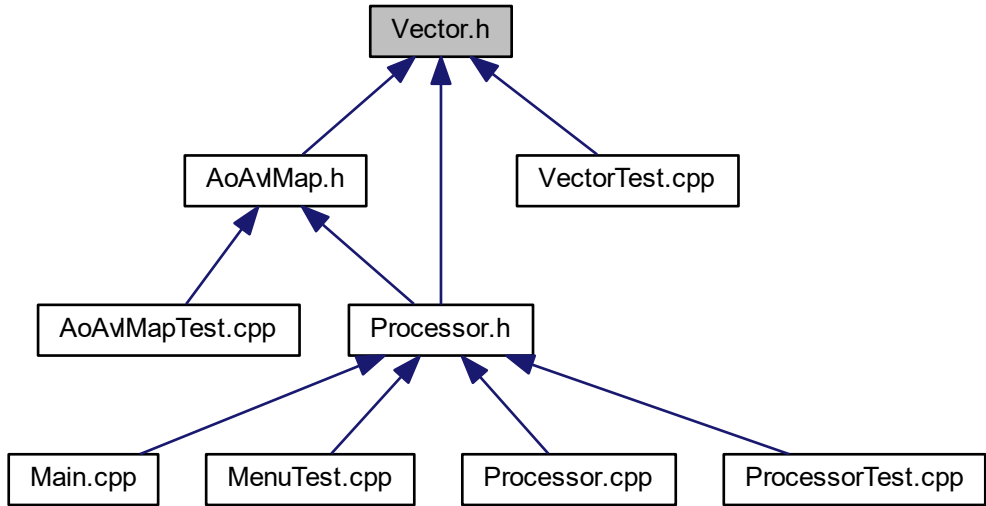 Vector.h
AoAvlMap.h
VectorTest.cpp
AoAvlMapTest.cpp
Processor.h
Main.cpp
MenuTest.cpp
Processor.cpp
ProcessorTest.cpp